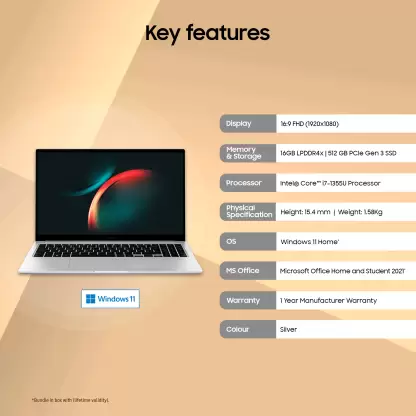 Key features
Display 16:9 FHD (1920x1080)
Memory & Storage 16GB LPDDR4x | 512 GB PCIe Gen 3 SSD
Processor Intel® Core™ i7-1355U Processor
Physical Specification Height: 15.4 mm | Weight: 1.58Kg
OS Windows 11 Home*
MS Office Microsoft Office Home and Student 2021*
Warranty 1 Year Manufacturer Warranty
Colour Silver
Windows 11
*Bundle in box with lifetime validity.